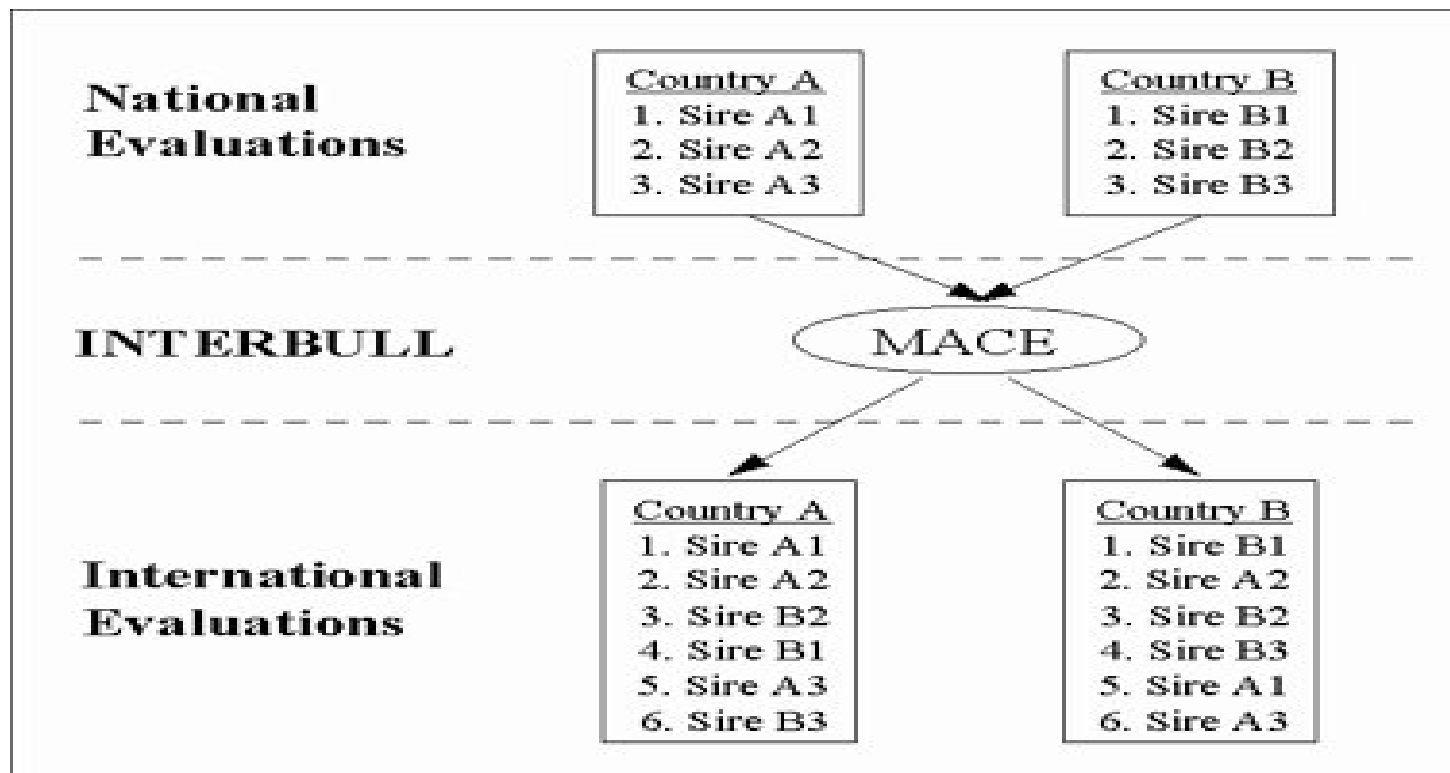 National
Evaluations
Country A
1. Sire A1
2. Sire A2
3. Sire A3
Country B
1. Sire B1
2. Sire B2
3. Sire B3
INTERBULL
MACE
International
Evaluations
Country A
1. Sire A1
2. Sire A2
3. Sire B2
4. Sire B1
5. Sire A3
6. Sire B3
Country B
1. Sire B1
2. Sire A2
3. Sire B2
4. Sire B3
5. Sire A1
6. Sire A3